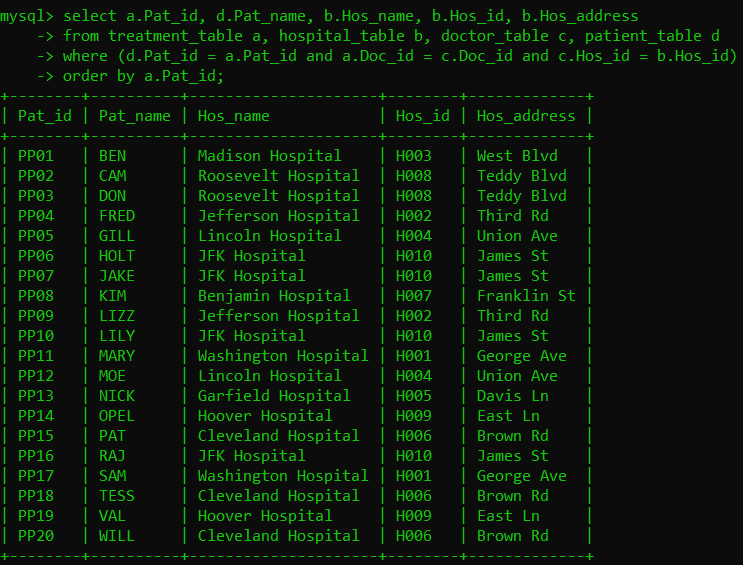 mysql> select a.Pat_id, d.Pat_name, b.Hos_name, b.Hos_id, b.Hos_address
    -> from treatment_table a, hospital_table b, doctor_table c, patient_table d
    -> where (d.Pat_id = a.Pat_id and a.Doc_id = c.Doc_id and c.Hos_id = b.Hos_id)
    -> order by a.Pat_id;
+--------+----------+---------------------+--------+-------------+
| Pat_id | Pat_name | Hos_name            | Hos_id | Hos_address |
+--------+----------+---------------------+--------+-------------+
| PP01   | BEN      | Madison Hospital    | H003   | West Blvd   |
| PP02   | CAM      | Roosevelt Hospital  | H008   | Teddy Blvd  |
| PP03   | DON      | Roosevelt Hospital  | H008   | Teddy Blvd  |
| PP04   | FRED     | Jefferson Hospital  | H002   | Third Rd    |
| PP05   | GILL     | Lincoln Hospital    | H004   | Union Ave   |
| PP06   | HOLT     | JFK Hospital        | H010   | James St    |
| PP07   | JAKE     | JFK Hospital        | H010   | James St    |
| PP08   | KIM      | Benjamin Hospital   | H007   | Franklin St |
| PP09   | LIZZ     | Jefferson Hospital  | H002   | Third Rd    |
| PP10   | LILY     | JFK Hospital        | H010   | James St    |
| PP11   | MARY     | Washington Hospital | H001   | George Ave  |
| PP12   | MOE      | Lincoln Hospital    | H004   | Union Ave   |
| PP13   | NICK     | Garfield Hospital   | H005   | Davis Ln    |
| PP14   | OPEL     | Hoover Hospital     | H009   | East Ln     |
| PP15   | PAT      | Cleveland Hospital  | H006   | Brown Rd    |
| PP16   | RAJ      | JFK Hospital        | H010   | James St    |
| PP17   | SAM      | Washington Hospital | H001   | George Ave  |
| PP18   | TESS     | Cleveland Hospital  | H006   | Brown Rd    |
| PP19   | VAL      | Hoover Hospital     | H009   | East Ln     |
| PP20   | WILL     | Cleveland Hospital  | H006   | Brown Rd    |
+--------+----------+---------------------+--------+-------------+